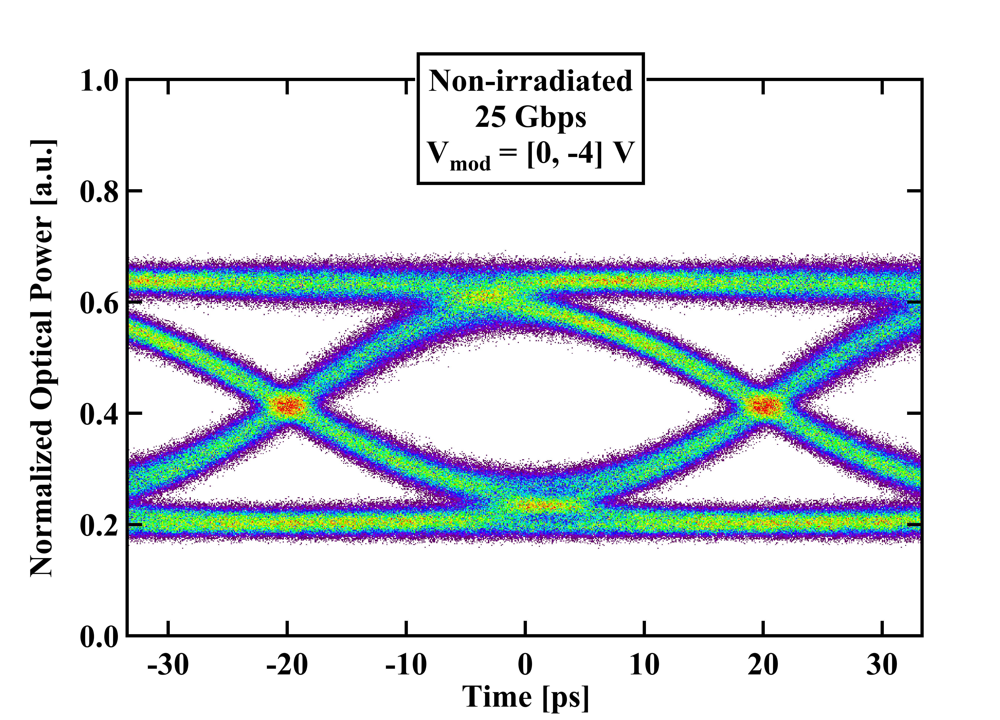 Non-irradiated
25 Gbps
Vmod = [0, -4] V
Normalized Optical Power [a.u.]
1.0
0.8
0.6
0.4
0.2
0.0
-30 -20 -10 0 10 20 30
Time [ps]